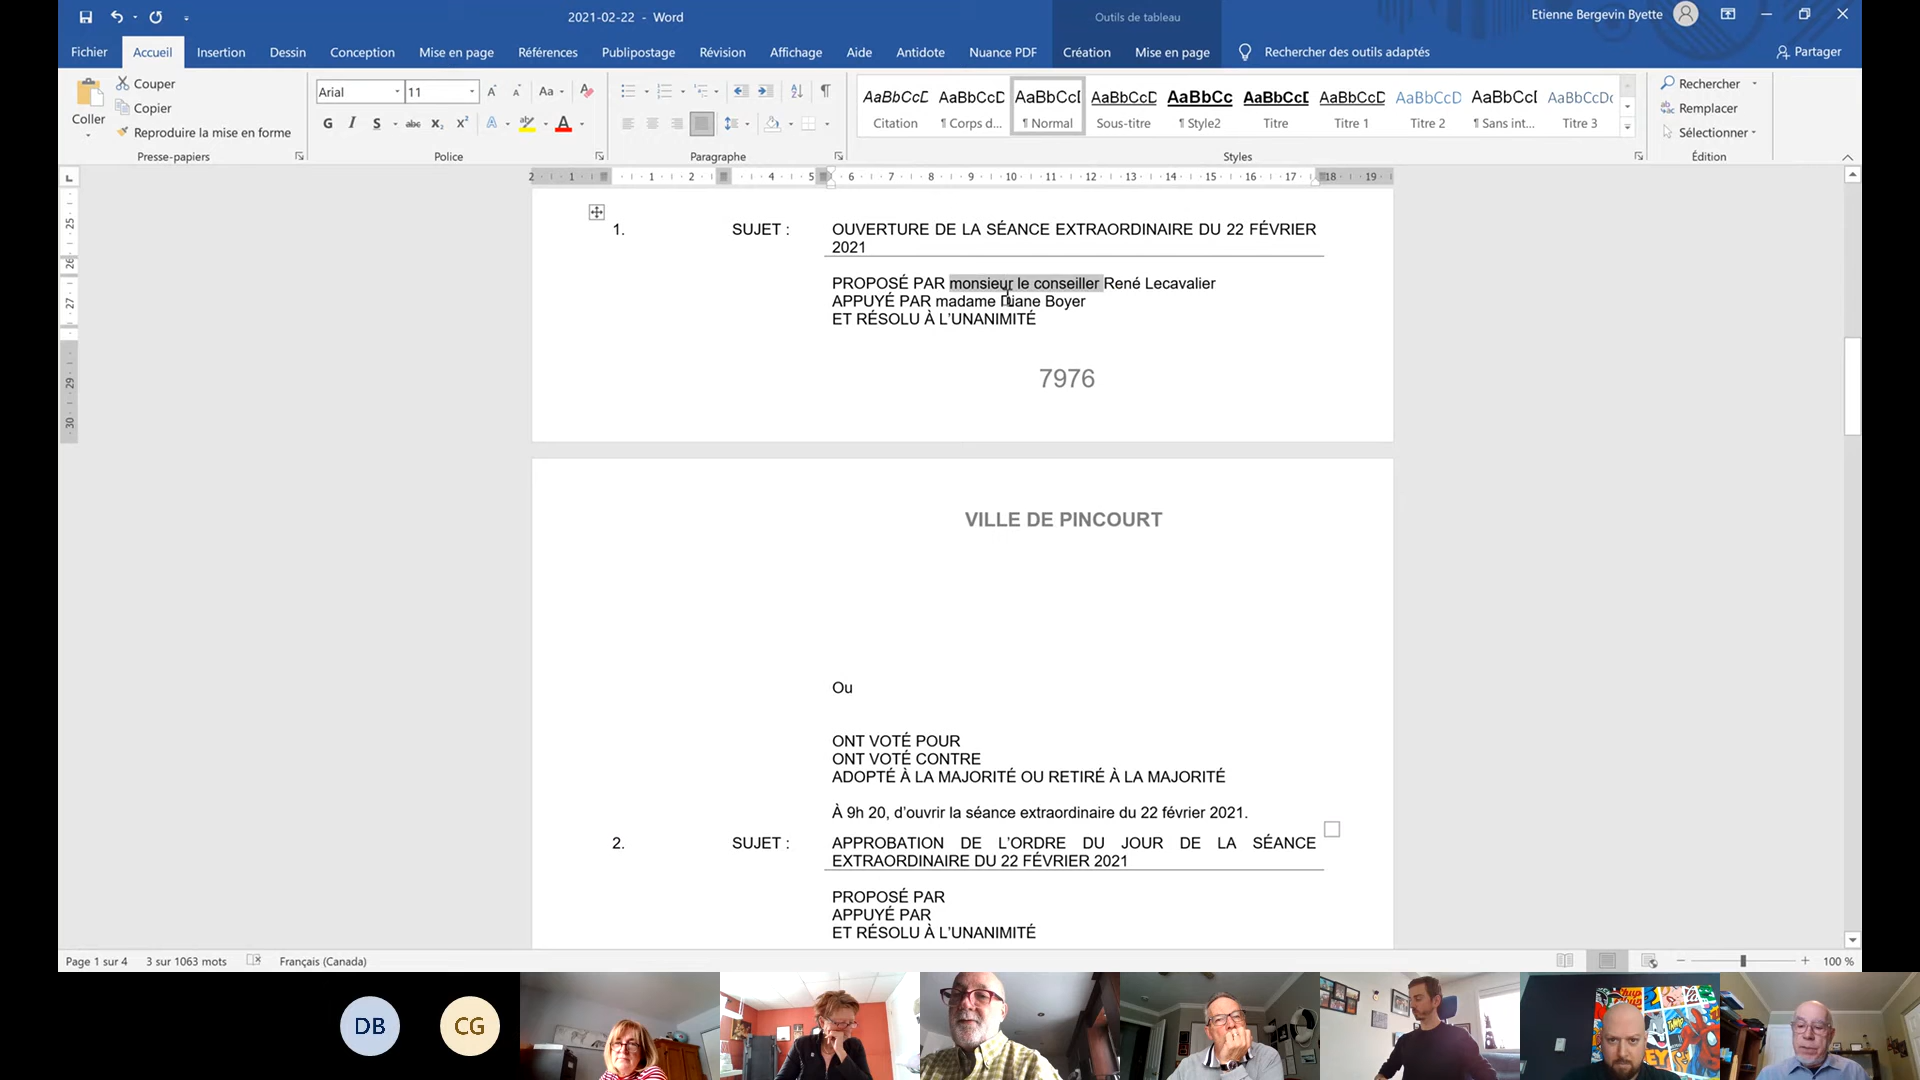 2021-02-22 - Word
Outils de tableau
Etienne Bergevin Byette
Fichier Accueil Insertion Dessin Conception Mise en page Références Publipostage Révision Affichage Aide Antidote Nuance PDF Création Mise en page Rechercher des outils adaptés Partager
Coller
Couper
Copier
Reproduire la mise en forme
Presse-papiers
Arial 11
Police
Paragraphe
Citation ¶ Corps d... ¶ Normal Sous-titre ¶ Style2 Titre Titre 1 Titre 2 ¶ Sans int... Titre 3
Styles
Rechercher
Remplacer
Sélectionner
Édition
1. SUJET : OUVERTURE DE LA SÉANCE EXTRAORDINAIRE DU 22 FÉVRIER
2021
PROPOSÉ PAR monsieur le conseiller René Lecavalier
APPUYÉ PAR madame Diane Boyer
ET RÉSOLU À L'UNANIMITÉ
7976
VILLE DE PINCOURT
Ou
ONT VOTÉ POUR
ONT VOTÉ CONTRE
ADOPTÉ À LA MAJORITÉ OU RETIRÉ À LA MAJORITÉ
À 9h 20, d'ouvrir la séance extraordinaire du 22 février 2021.
2. SUJET : APPROBATION DE L'ORDRE DU JOUR DE LA SÉANCE
EXTRAORDINAIRE DU 22 FÉVRIER 2021
PROPOSÉ PAR
APPUYÉ PAR
ET RÉSOLU À L'UNANIMITÉ
Page 1 sur 4 3 sur 1063 mots Français (Canada) 100 %
DB CG